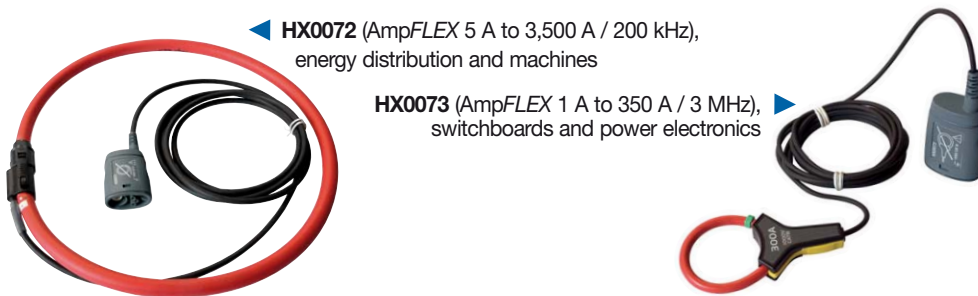 HX0072 (AmpFLEX 5 A to 3,500 A / 200 kHz),
energy distribution and machines
HX0073 (AmpFLEX 1 A to 350 A / 3 MHz),
switchboards and power electronics